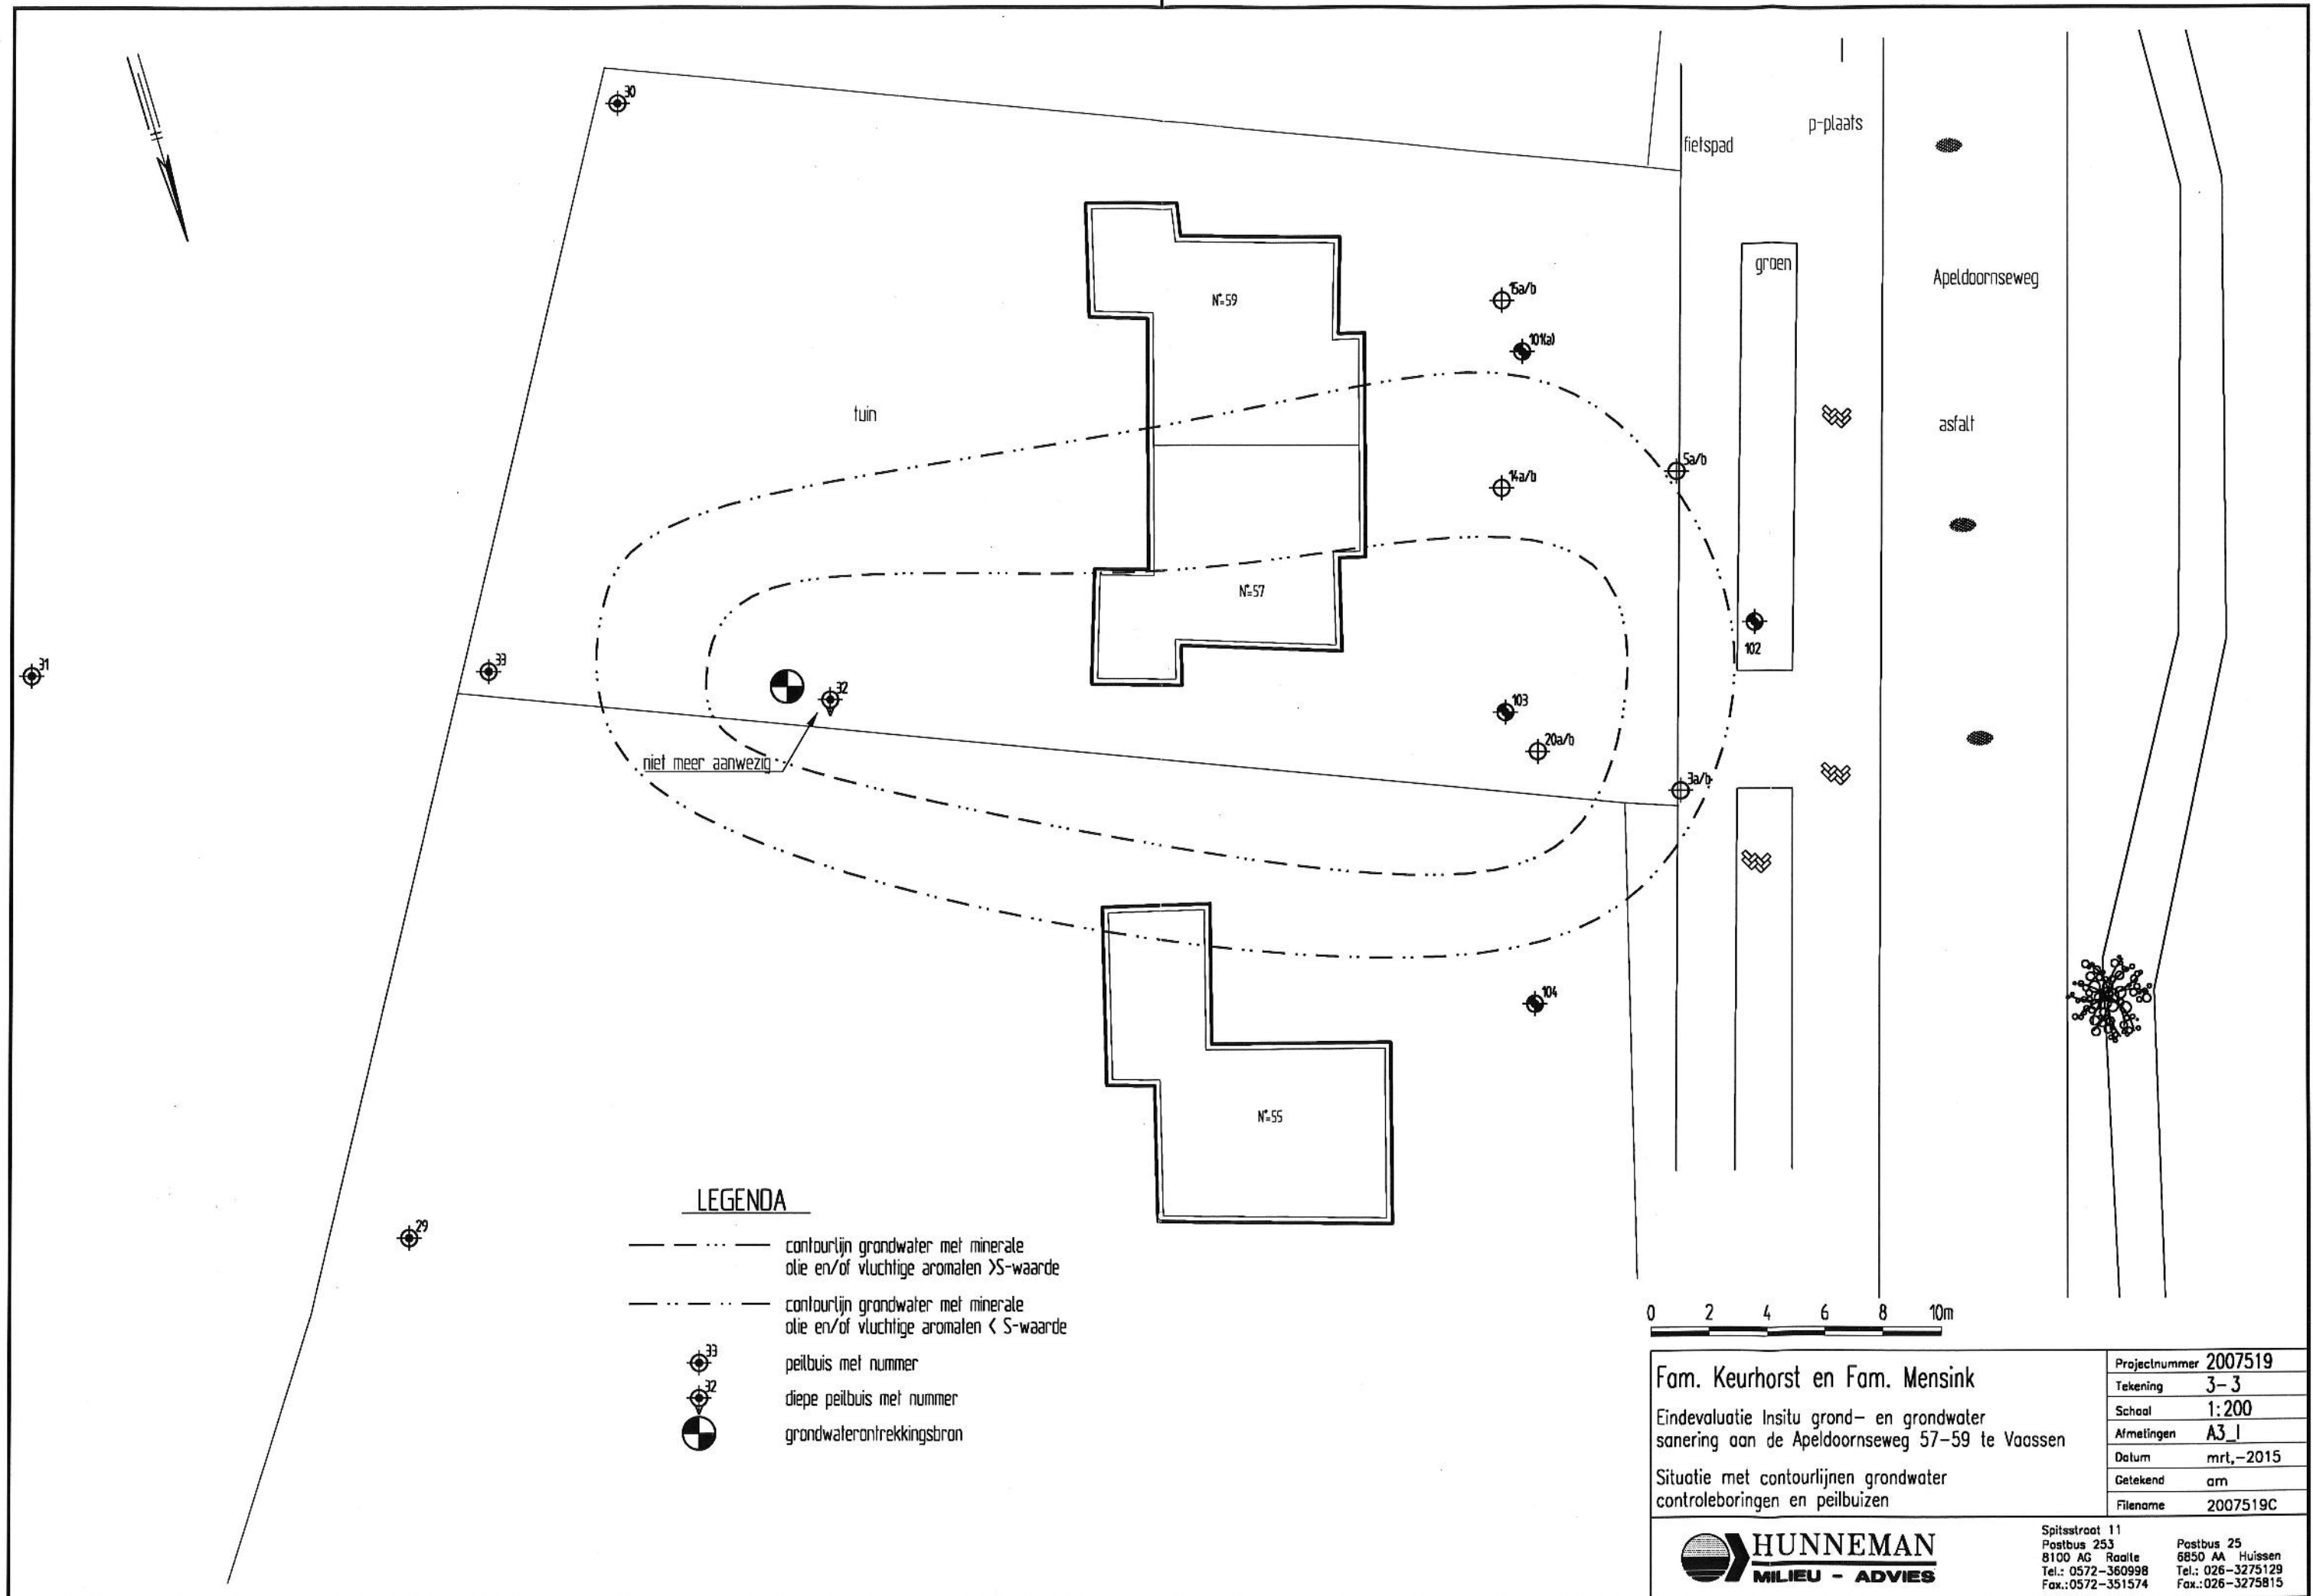 30
fietspad
p-plaats
groen
Apeldoornseweg
N°=59
15a/b
101(a)
tuin
asfalt
5a/b
14a/b
N°=57
102
31
33
32
103
20a/b
niet meer aanwezig
3a/b
104
N°=55
29
LEGENDA
contourlijn grondwater met minerale
olie en/of vluchtige aromaten >S-waarde
contourlijn grondwater met minerale
olie en/of vluchtige aromaten < S-waarde
33 peilbuis met nummer
32 diepe peilbuis met nummer
grondwaterontrekkingsbron
0 2 4 6 8 10m
Fam. Keurhorst en Fam. Mensink
Eindevaluatie Insitu grond- en grondwater
sanering aan de Apeldoornseweg 57-59 te Vaassen
Situatie met contourlijnen grondwater
controleboringen en peilbuizen
Projectnummer 2007519
Tekening 3-3
Schaal 1:200
Afmetingen A3_l
Datum mrt,-2015
Getekend am
Filename 2007519C
HUNNEMAN
MILIEU - ADVIES
Spitsstraat 11
Postbus 253
8100 AG Raalte
Tel.: 0572-360998
Fax.:0572-351574
Postbus 25
6850 AA Huissen
Tel.: 026-3275129
Fax.:026-3275815